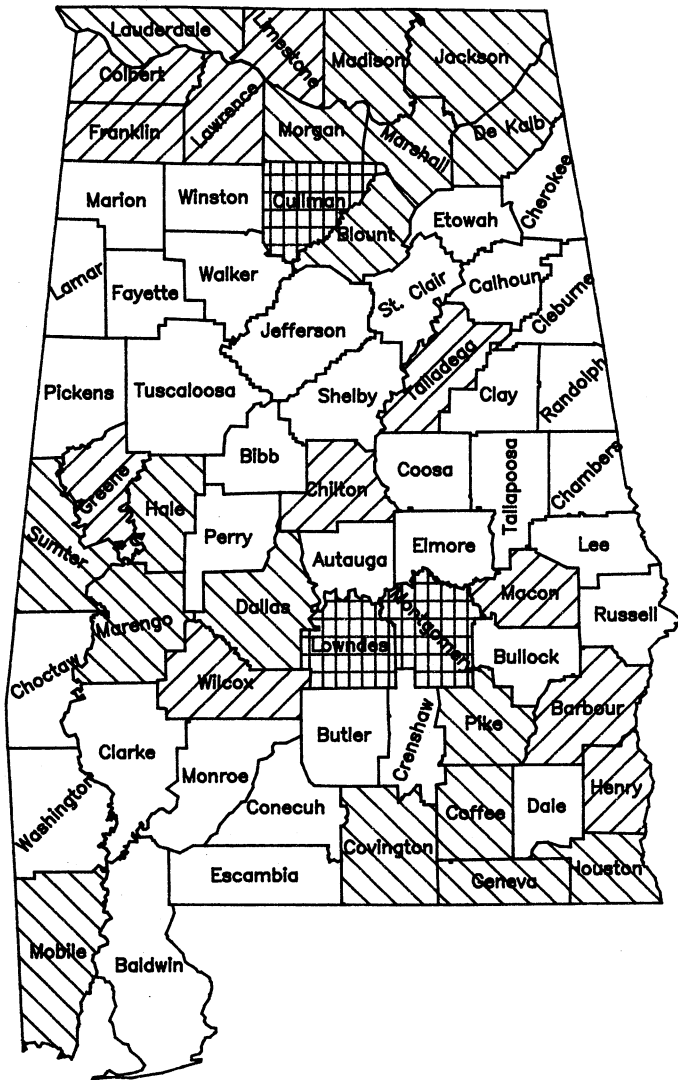 Lauderdale
Limestone
Madison
Jackson
Colbert
Franklin
Lawrence
Morgan
Marshall
De Kalb
Cherokee
Marion
Winston
Cullman
Blount
Etowah
Lamar
Fayette
Walker
St. Clair
Calhoun
Cleburne
Jefferson
Talladega
Pickens
Tuscaloosa
Shelby
Clay
Randolph
Bibb
Coosa
Tallapoosa
Chambers
Greene
Hale
Chilton
Sumter
Perry
Autauga
Elmore
Lee
Macon
Russell
Marengo
Dallas
Lowndes
Montgomery
Bullock
Choctaw
Wilcox
Barbour
Clarke
Butler
Crenshaw
Pike
Monroe
Conecuh
Coffee
Dale
Henry
Washington
Covington
Escambia
Geneva
Houston
Mobile
Baldwin